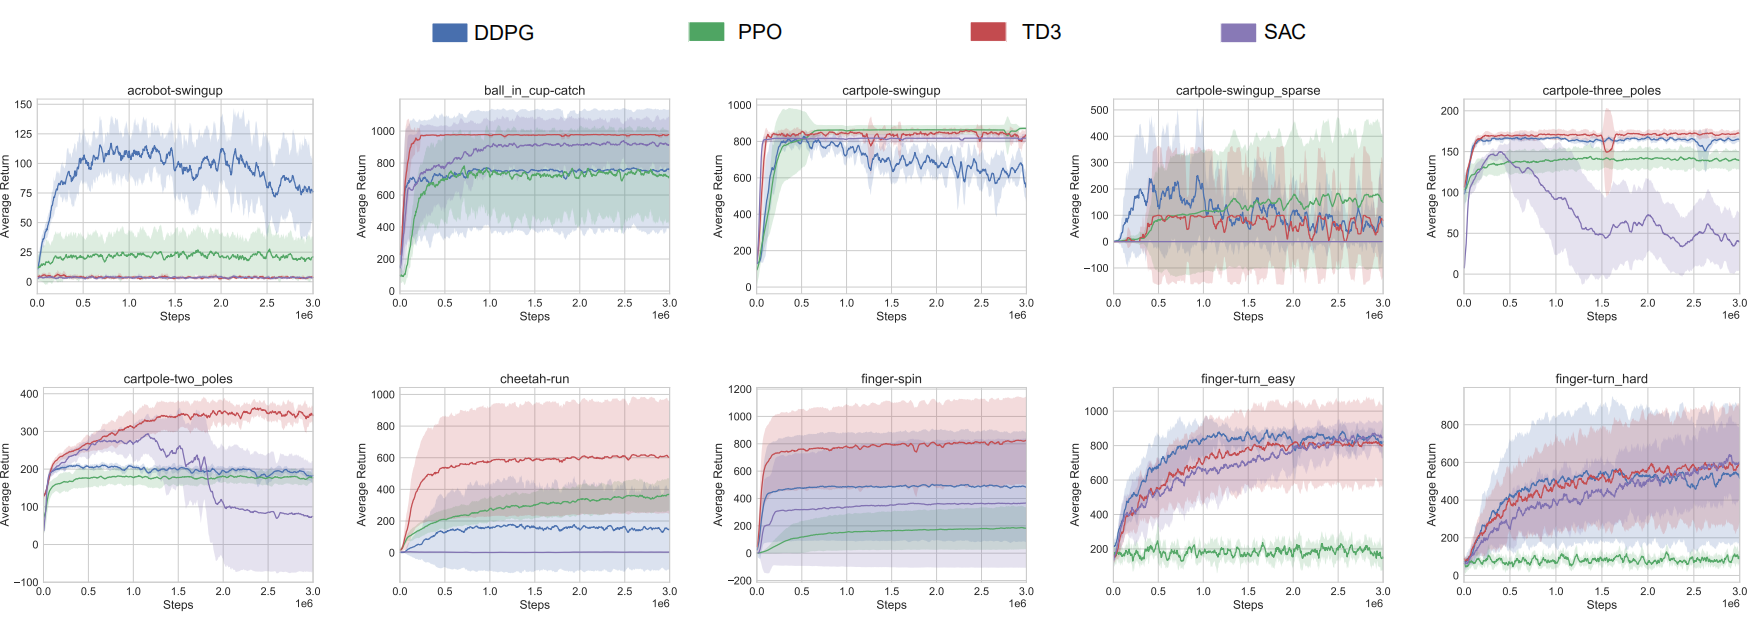 DDPG PPO TD3 SAC
acrobot-swingup
Average Return
150
125
100
75
50
25
0
0.0 0.5 1.0 1.5 2.0 2.5 3.0
Steps
1e6
ball_in_cup-catch
Average Return
1000
800
600
400
200
0
0.0 0.5 1.0 1.5 2.0 2.5 3.0
Steps
1e6
cartpole-swingup
Average Return
1000
800
600
400
200
0
0.0 0.5 1.0 1.5 2.0 2.5 3.0
Steps
1e6
cartpole-swingup_sparse
Average Return
500
400
300
200
100
0
−100
0.0 0.5 1.0 1.5 2.0 2.5 3.0
Steps
1e6
cartpole-three_poles
Average Return
200
150
100
50
0
0.0 0.5 1.0 1.5 2.0 2.5 3.0
Steps
1e6
cartpole-two_poles
Average Return
400
300
200
100
0
−100
0.0 0.5 1.0 1.5 2.0 2.5 3.0
Steps
1e6
cheetah-run
Average Return
1000
800
600
400
200
0
0.0 0.5 1.0 1.5 2.0 2.5 3.0
Steps
1e6
finger-spin
Average Return
1200
1000
800
600
400
200
0
−200
0.0 0.5 1.0 1.5 2.0 2.5 3.0
Steps
1e6
finger-turn_easy
Average Return
1000
800
600
400
200
0.0 0.5 1.0 1.5 2.0 2.5 3.0
Steps
1e6
finger-turn_hard
Average Return
800
600
400
200
0
0.0 0.5 1.0 1.5 2.0 2.5 3.0
Steps
1e6